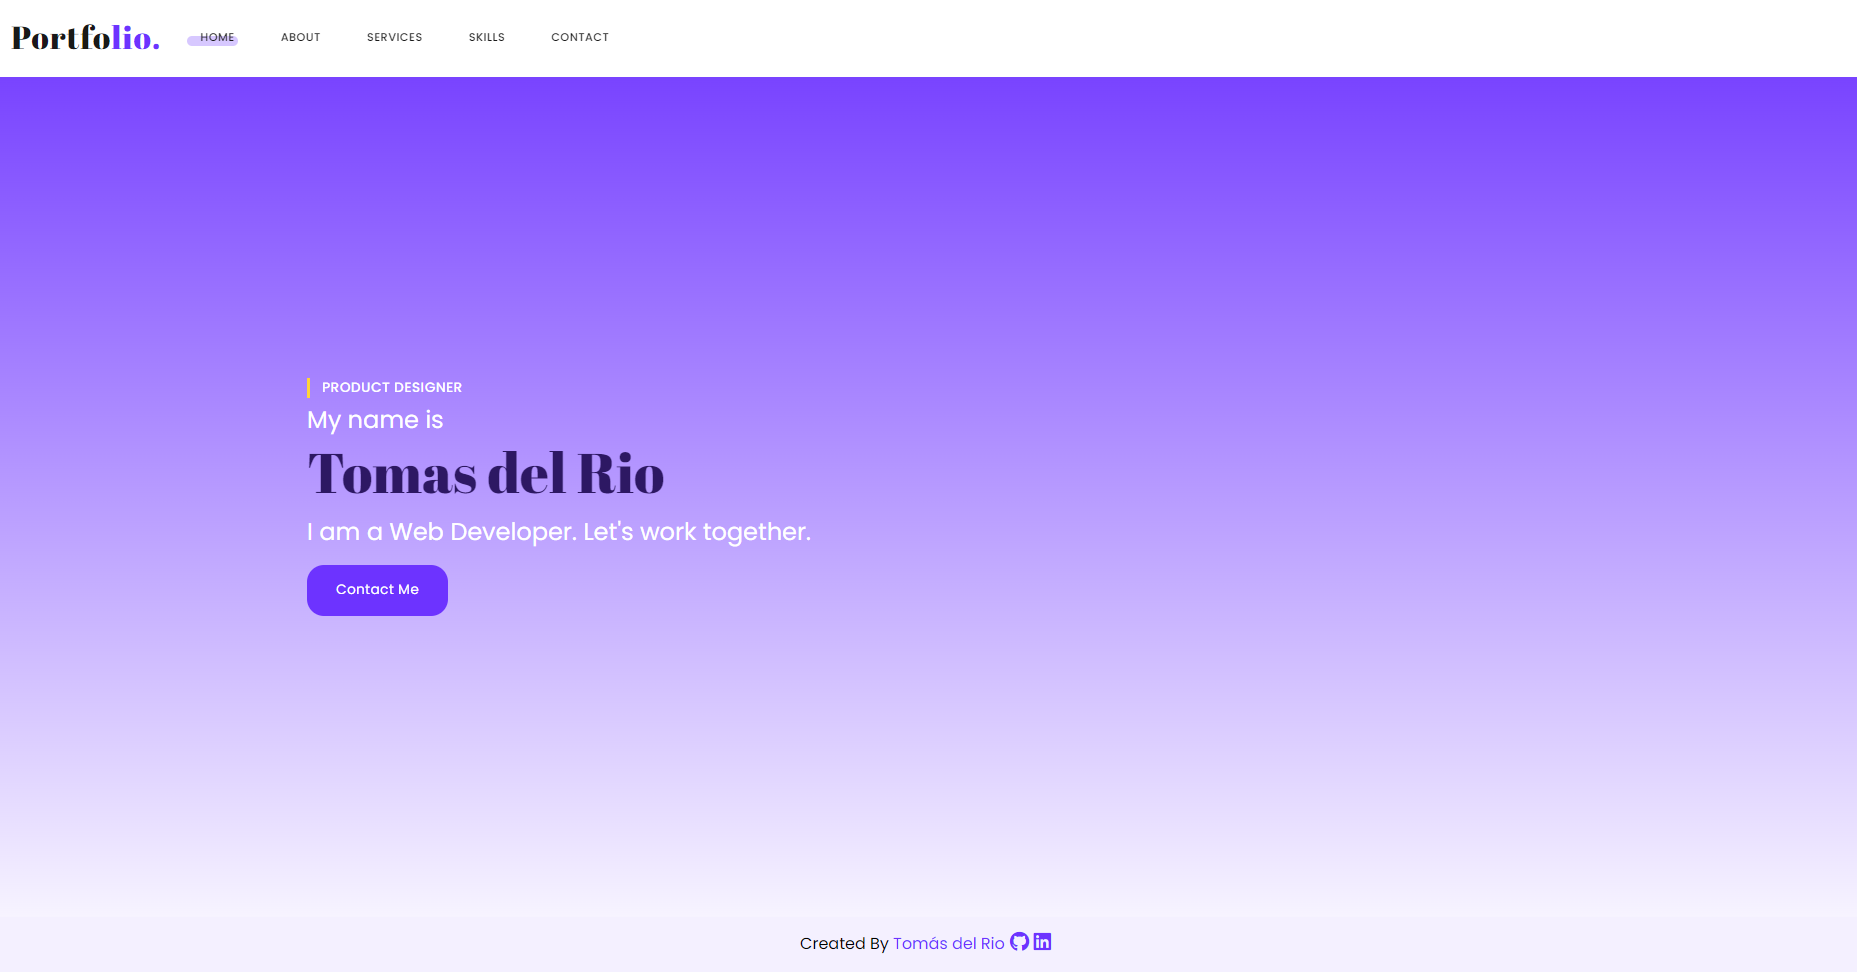 Portfolio. HOME ABOUT SERVICES SKILLS CONTACT
PRODUCT DESIGNER
My name is
Tomas del Rio
I am a Web Developer. Let's work together.
Contact Me
Created By Tomás del Rio